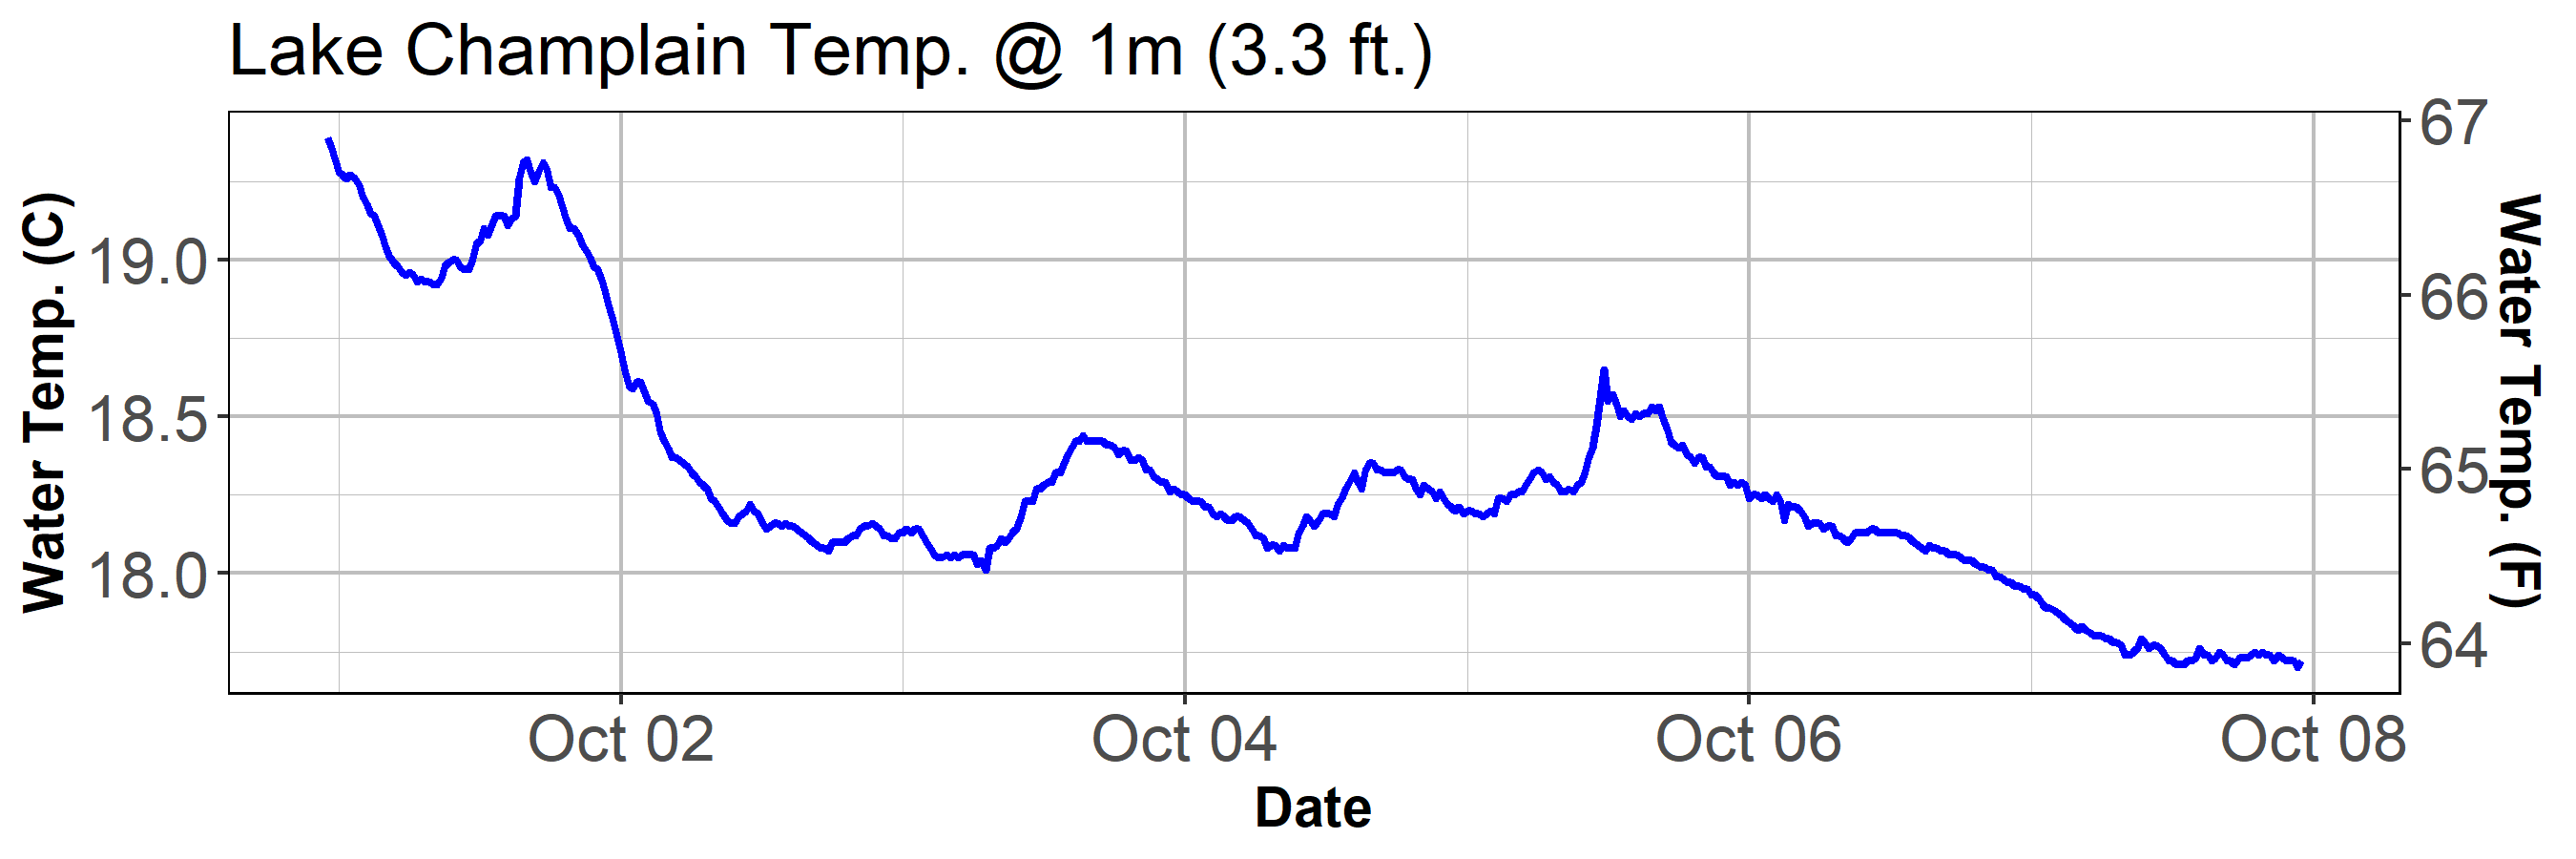 Lake Champlain Temp. @ 1m (3.3 ft.)
Water Temp. (C)
19.0
18.5
18.0
67
66
65
64
Water Temp. (F)
Oct 02
Oct 04
Oct 06
Oct 08
Date